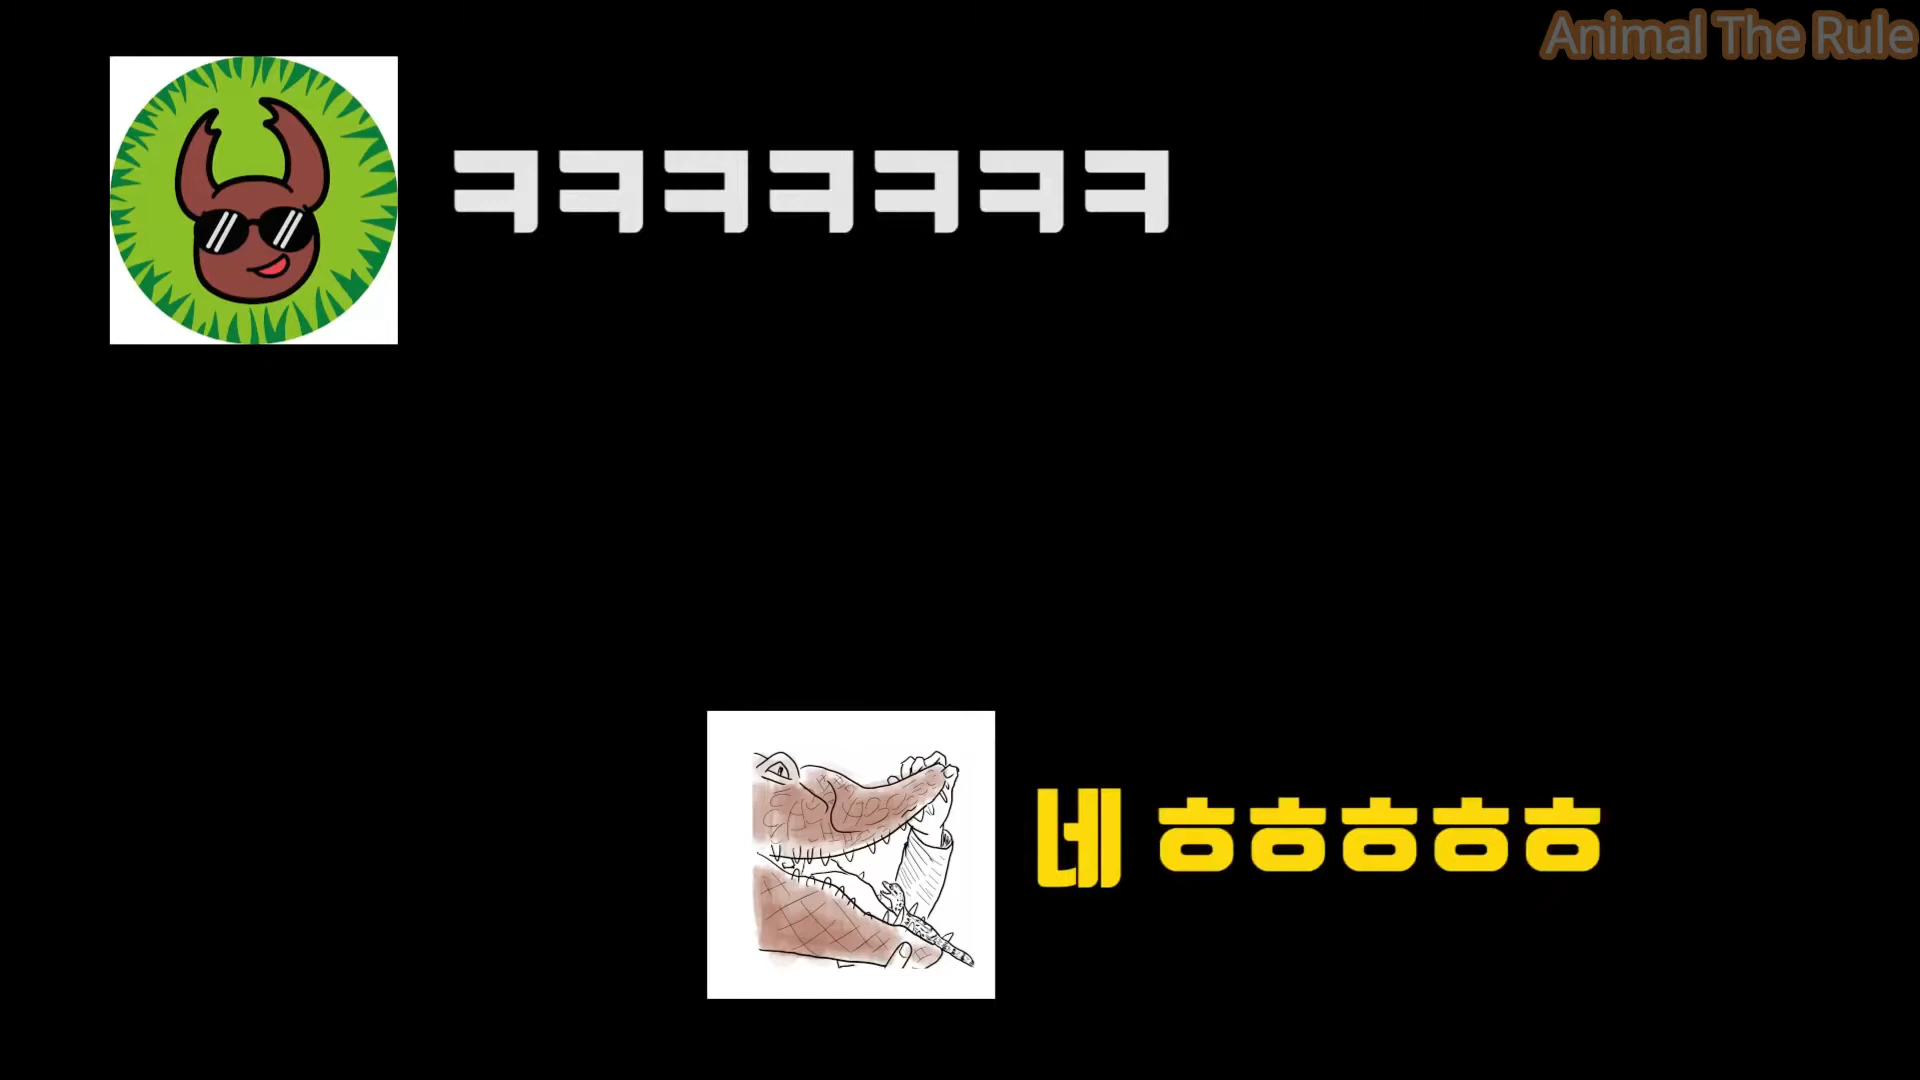 Animal The Rule
ㅋㅋㅋㅋㅋㅋㅋ
네 ㅎㅎㅎㅎㅎ